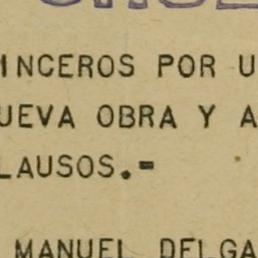 INCEROS POR U
UEVA OBRA Y A
LAUSOS.-
MANUEL DELGA